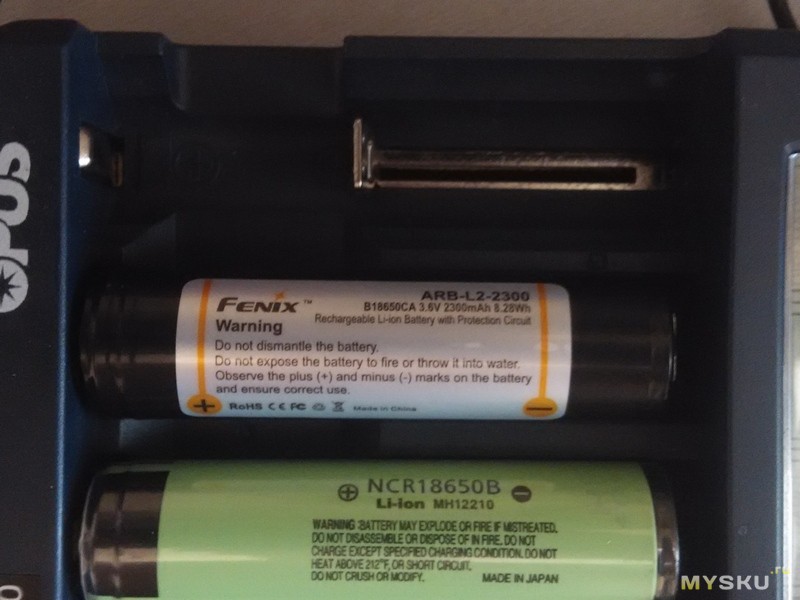 OPUS
FENIX™
ARB-L2-2300
B18650CA 3.6V 2300mAh 8.28Wh
Rechargeable Li-ion Battery with Protection Circuit
Warning
Do not dismantle the battery.
Do not expose the battery to fire or throw it into water.
Observe the plus (+) and minus (-) marks on the battery
and ensure correct use.
+ RoHS CE FC Made in China −
+ NCR18650B −
Li-ion MH12210
WARNING :BATTERY MAY EXPLODE OR FIRE IF MISTREATED.
DO NOT DISASSEMBLE OR DISPOSE OF IN FIRE. DO NOT
CHARGE EXCEPT SPECIFIED CHARGING CONDITION. DO NOT
HEAT ABOVE 212°F, OR SHORT CIRCUIT.
DO NOT CRUSH OR MODIFY. MADE IN JAPAN
0
MYSKU.ru